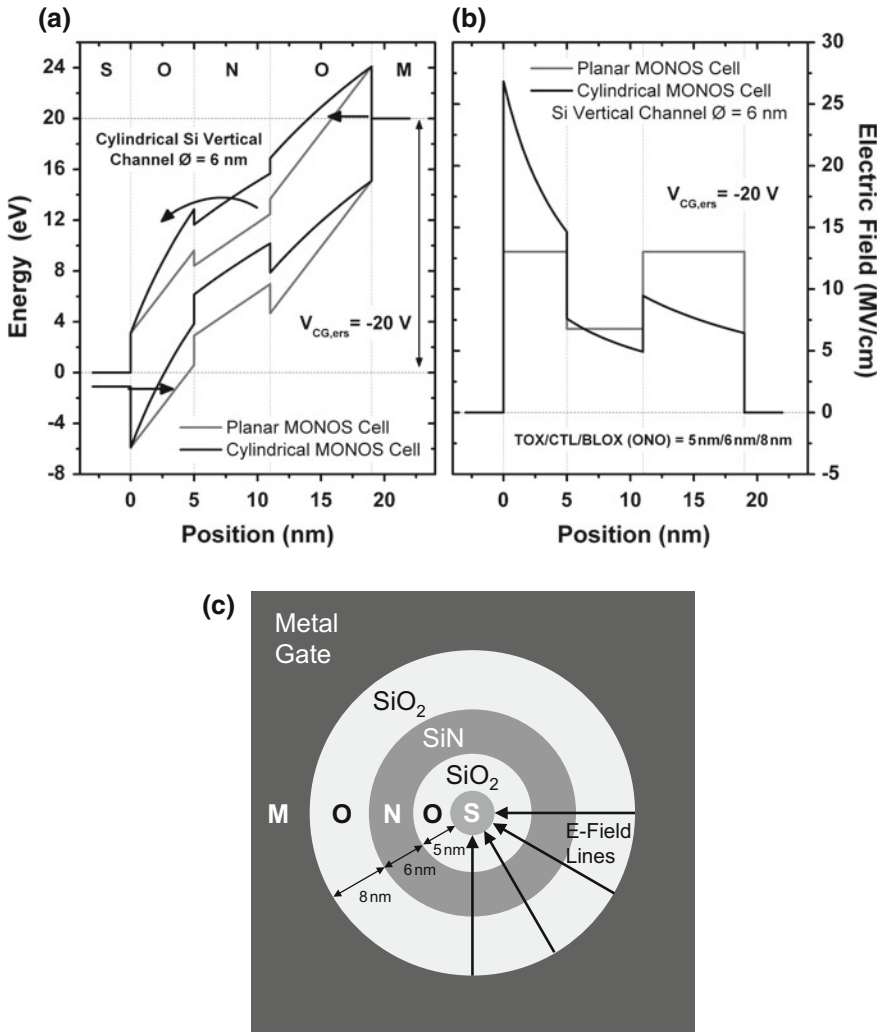 (a)
S O N O M
24
20
16
12
8
4
0
-4
-8
Energy (eV)
Cylindrical Si Vertical
Channel Ø = 6 nm
V_CG,ers = -20 V
Planar MONOS Cell
Cylindrical MONOS Cell
0 5 10 15 20
Position (nm)
(b)
Planar MONOS Cell
Cylindrical MONOS Cell
Si Vertical Channel Ø = 6 nm
V_CG,ers = -20 V
TOX/CTL/BLOX (ONO) = 5nm/6nm/8nm
30
25
20
15
10
5
0
-5
Electric Field (MV/cm)
0 5 10 15 20
Position (nm)
(c)
Metal
Gate
SiO₂
SiN
SiO₂
M O N O S
E-Field
Lines
5nm
6nm
8nm